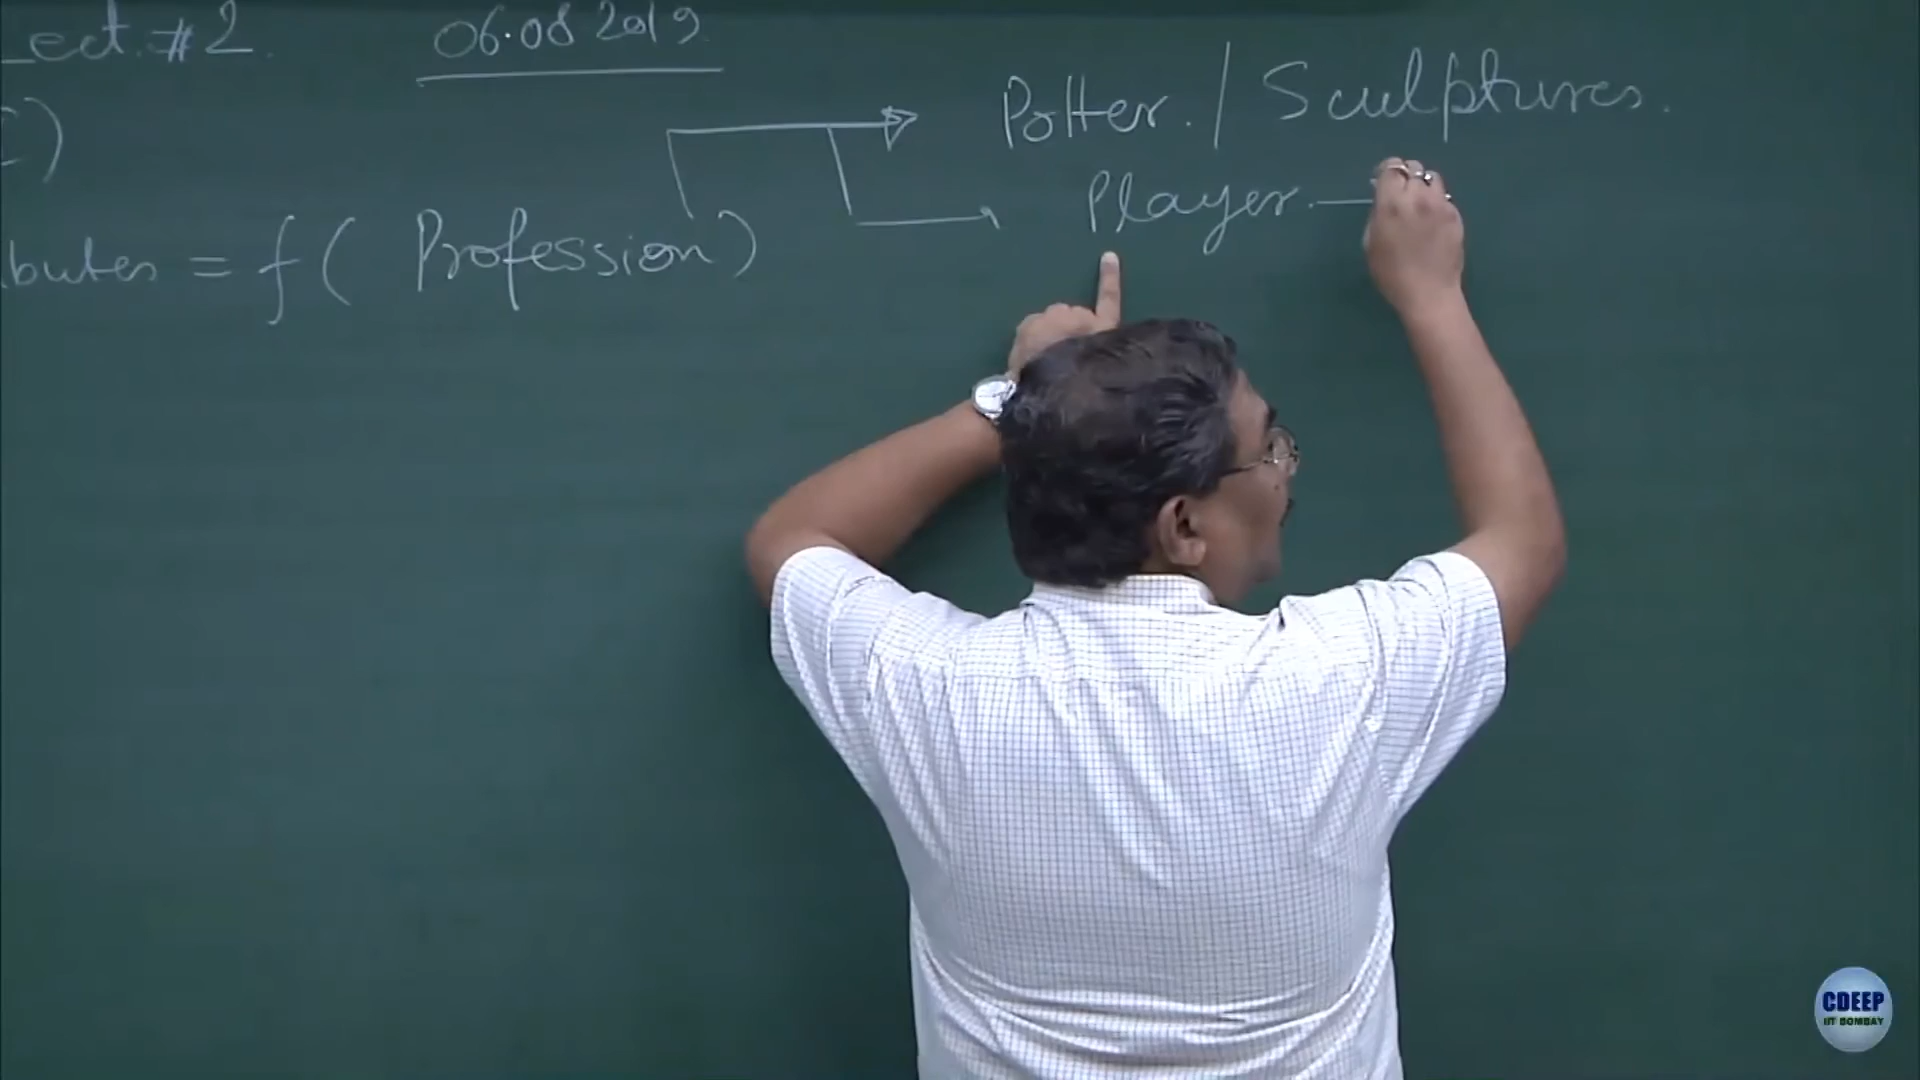 Lect. #2. 06.08 2019
Potter. / Sculptures.
Player. —
butes = f ( Profession )
CDEEP
IIT BOMBAY